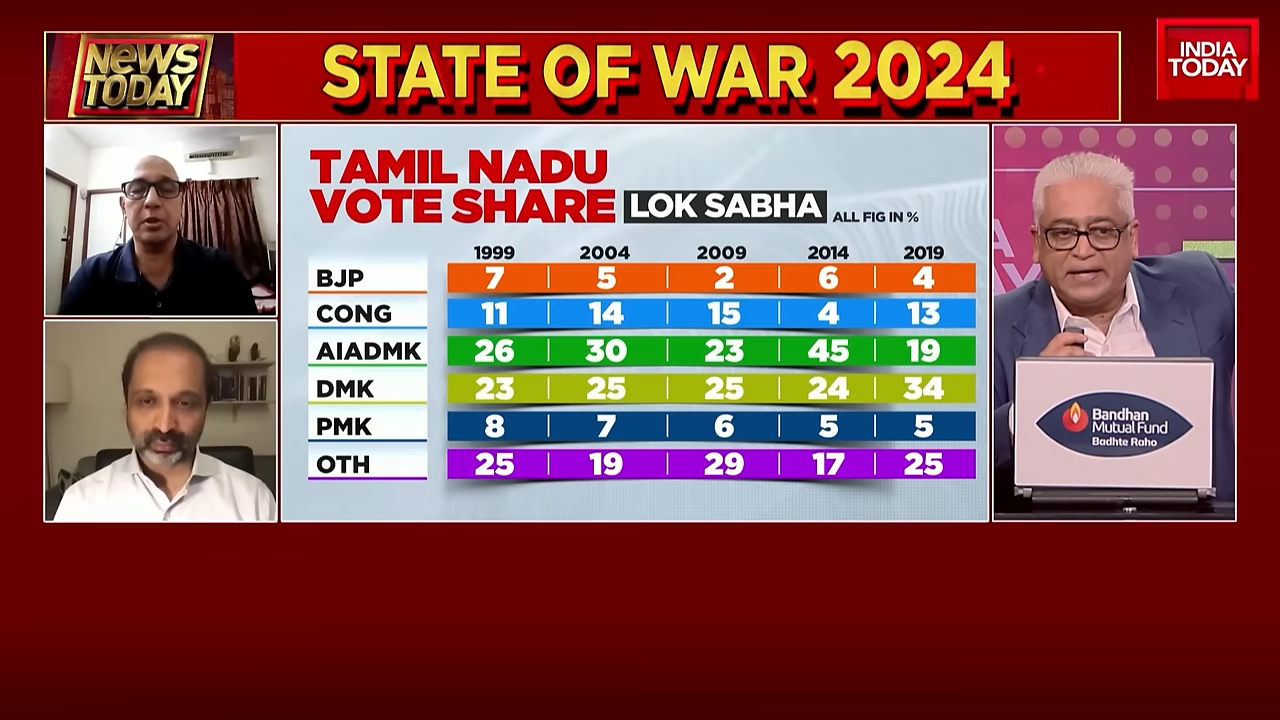 NEWS
TODAY
STATE OF WAR 2024
INDIA
TODAY
TAMIL NADU
VOTE SHARE LOK SABHA ALL FIG IN %
1999 2004 2009 2014 2019
BJP 7 5 2 6 4
CONG 11 14 15 4 13
AIADMK 26 30 23 45 19
DMK 23 25 25 24 34
PMK 8 7 6 5 5
OTH 25 19 29 17 25
Bandhan
Mutual Fund
Badhte Raho